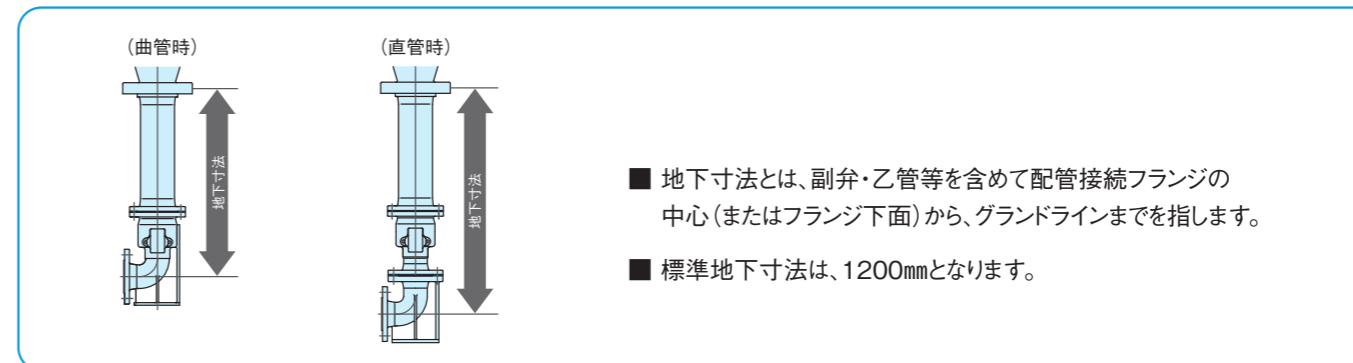 （曲管時）
（直管時）
地下寸法
地下寸法
■ 地下寸法とは、副弁・乙管等を含めて配管接続フランジの
中心（またはフランジ下面）から、グランドラインまでを指します。
■ 標準地下寸法は、1200㎜となります。